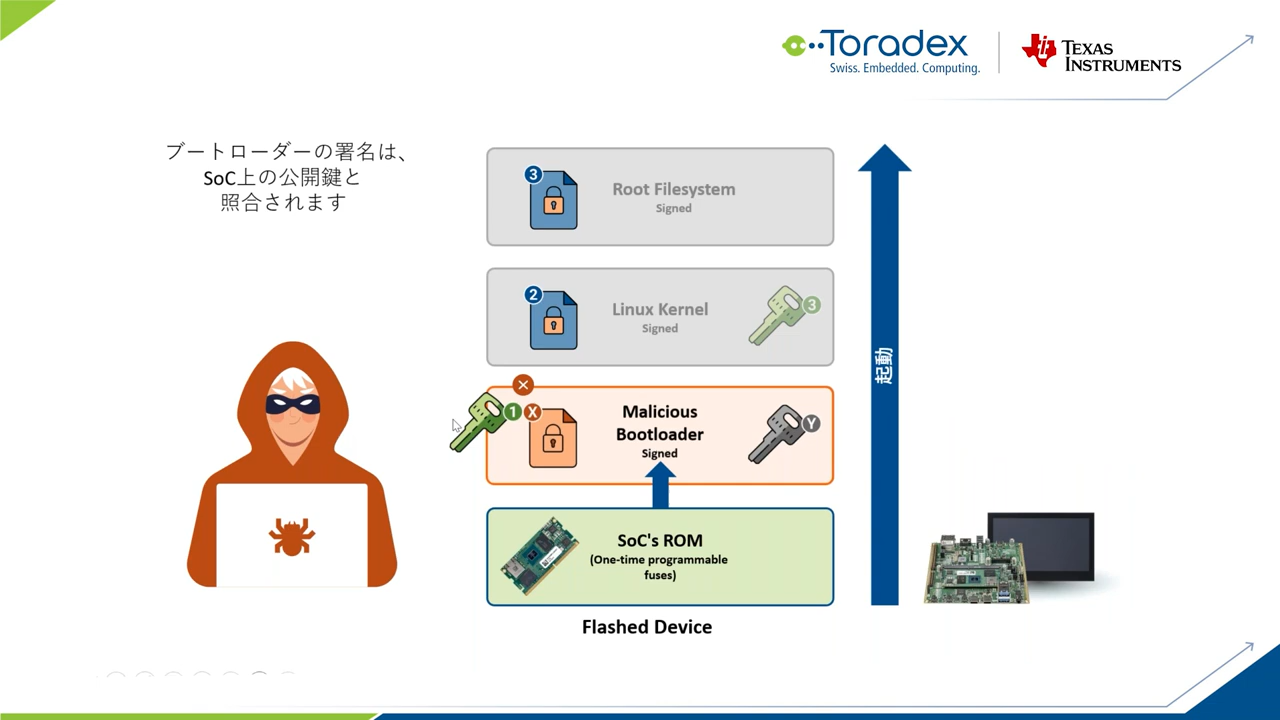 Toradex
Swiss. Embedded. Computing.
TEXAS
INSTRUMENTS
ブートローダーの署名は、
SoC上の公開鍵と
照合されます
3
Root Filesystem
Signed
2
Linux Kernel
Signed
3
1
X
Malicious
Bootloader
Signed
Y
SoC's ROM
(One-time programmable
fuses)
Flashed Device
起動